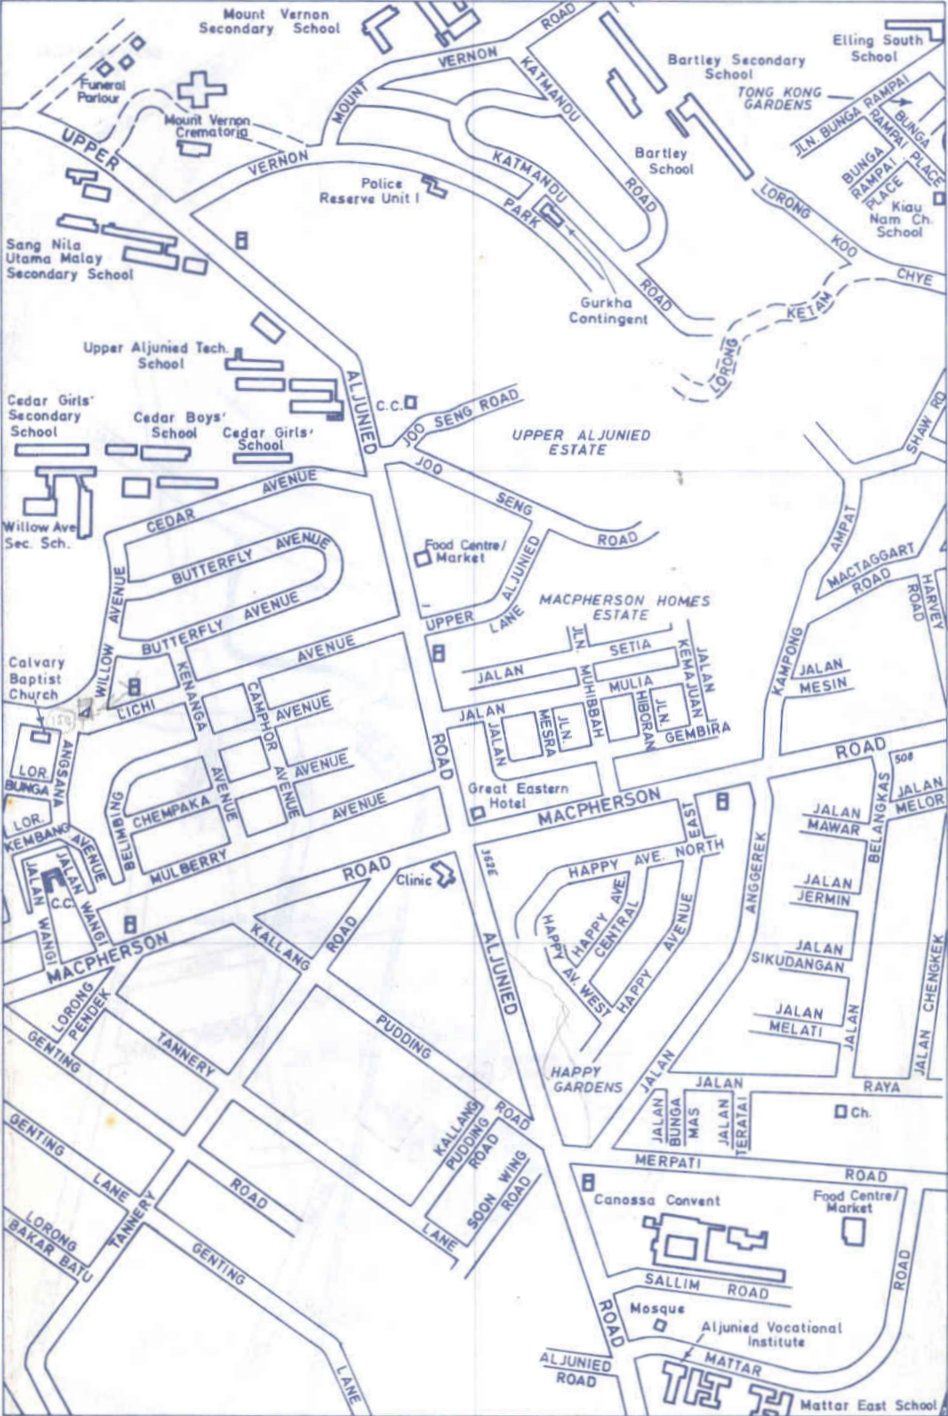 Mount Vernon
Secondary School
ROAD
VERNON
MOUNT
KATMANDU
ROAD
Elling South
School
Bartley Secondary
School
TONG KONG
GARDENS
JLN. BUNGA RAMPAI
BUNGA
RAMPAI
PLACE
BUNGA
RAMPAI
PLACE
Kiau
Nam Ch.
School
Funeral
Parlour
Mount Vernon
Crematoria
UPPER
VERNON
Police
Reserve Unit 1
PARK
KATMANDU
ROAD
Bartley
School
LORONG
KOO
CHYE
Sang Nila
Utama Malay
Secondary School
Gurkha
Contingent
KETAM
LORONG
Upper Aljunied Tech.
School
ALJUNIED
Cedar Girls'
Secondary
School
Cedar Boys'
School
Cedar Girls'
School
C.C.
JOO SENG ROAD
UPPER ALJUNIED
ESTATE
SHAW RD
JOO
SENG
ROAD
Willow Ave
Sec. Sch.
CEDAR
AVENUE
BUTTERFLY AVENUE
BUTTERFLY AVENUE
WILLOW
AVENUE
Food Centre/
Market
UPPER
ALJUNIED
LANE
AMPAT
KAMPONG
MACTAGGART
ROAD
HARVEY
ROAD
MACPHERSON HOMES
ESTATE
Calvary
Baptist
Church
LICHI
AVENUE
KENANGA
AVENUE
CAMPHOR
AVENUE
AVENUE
AVENUE
JALAN
SETIA
JLN.
MUHIBBAH
MULIA
JALAN
KEMAJUAN
JALAN
JALAN
MESRA
JLN.
JLN.
HIBORAN
GEMBIRA
JALAN
MESIN
LOR.
BUNGA
ANGSANA
AVENUE
LOR.
KEMBANG
BELIMBING
CHEMPAKA
MULBERRY
AVENUE
ROAD
Great Eastern
Hotel
MACPHERSON
ROAD
508
JALAN
MELOR
JALAN
MAWAR
BELANGKAS
JALAN
JALAN
WANGI
JALAN
WANGI
C.C.
Clinic
362E
EAST
HAPPY AVE. NORTH
HAPPY AVE.
CENTRAL
HAPPY
AV. WEST
HAPPY
AVENUE
ANGGEREK
JALAN
JALAN
JERMIN
JALAN
SIKUDANGAN
JALAN
MELATI
JALAN CHENGKEK
MACPHERSON
ROAD
KALLANG
ROAD
ALJUNIED
LORONG
PENDEK
GENTING
TANNERY
PUDDING
ROAD
HAPPY
GARDENS
JALAN
RAYA
JALAN
BUNGA
MAS
JALAN
TERATAI
Ch.
GENTING
LANE
KALLANG
PUDDING
ROAD
SOON WING
ROAD
MERPATI
ROAD
LORONG
BAKAR BATU
TANNERY
ROAD
LANE
GENTING
LANE
Canossa Convent
Food Centre/
Market
SALLIM ROAD
ROAD
ROAD
Mosque
Aljunied Vocational
Institute
ALJUNIED
ROAD
MATTAR
Mattar East School